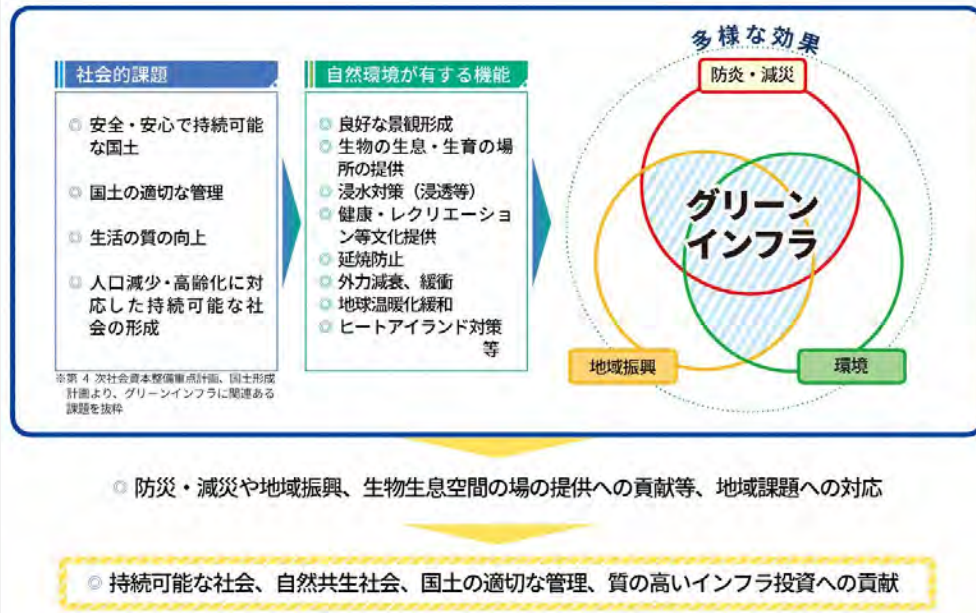 社会的課題
◎ 安全・安心で持続可能
な国土
◎ 国土の適切な管理
◎ 生活の質の向上
◎ 人口減少・高齢化に対
応した持続可能な社
会の形成
※第 4 次社会資本整備重点計画、国土形成
計画より、グリーンインフラに関連ある
課題を抜粋
自然環境が有する機能
◎ 良好な景観形成
◎ 生物の生息・生育の場
所の提供
◎ 浸水対策（浸透等）
◎ 健康・レクリエーショ
ン等文化提供
◎ 延焼防止
◎ 外力減衰、緩衝
◎ 地球温暖化緩和
◎ ヒートアイランド対策
等
多様な効果
防炎・減災
グリーン
インフラ
地域振興
環境
◎ 防災・減災や地域振興、生物生息空間の場の提供への貢献等、地域課題への対応
◎ 持続可能な社会、自然共生社会、国土の適切な管理、質の高いインフラ投資への貢献